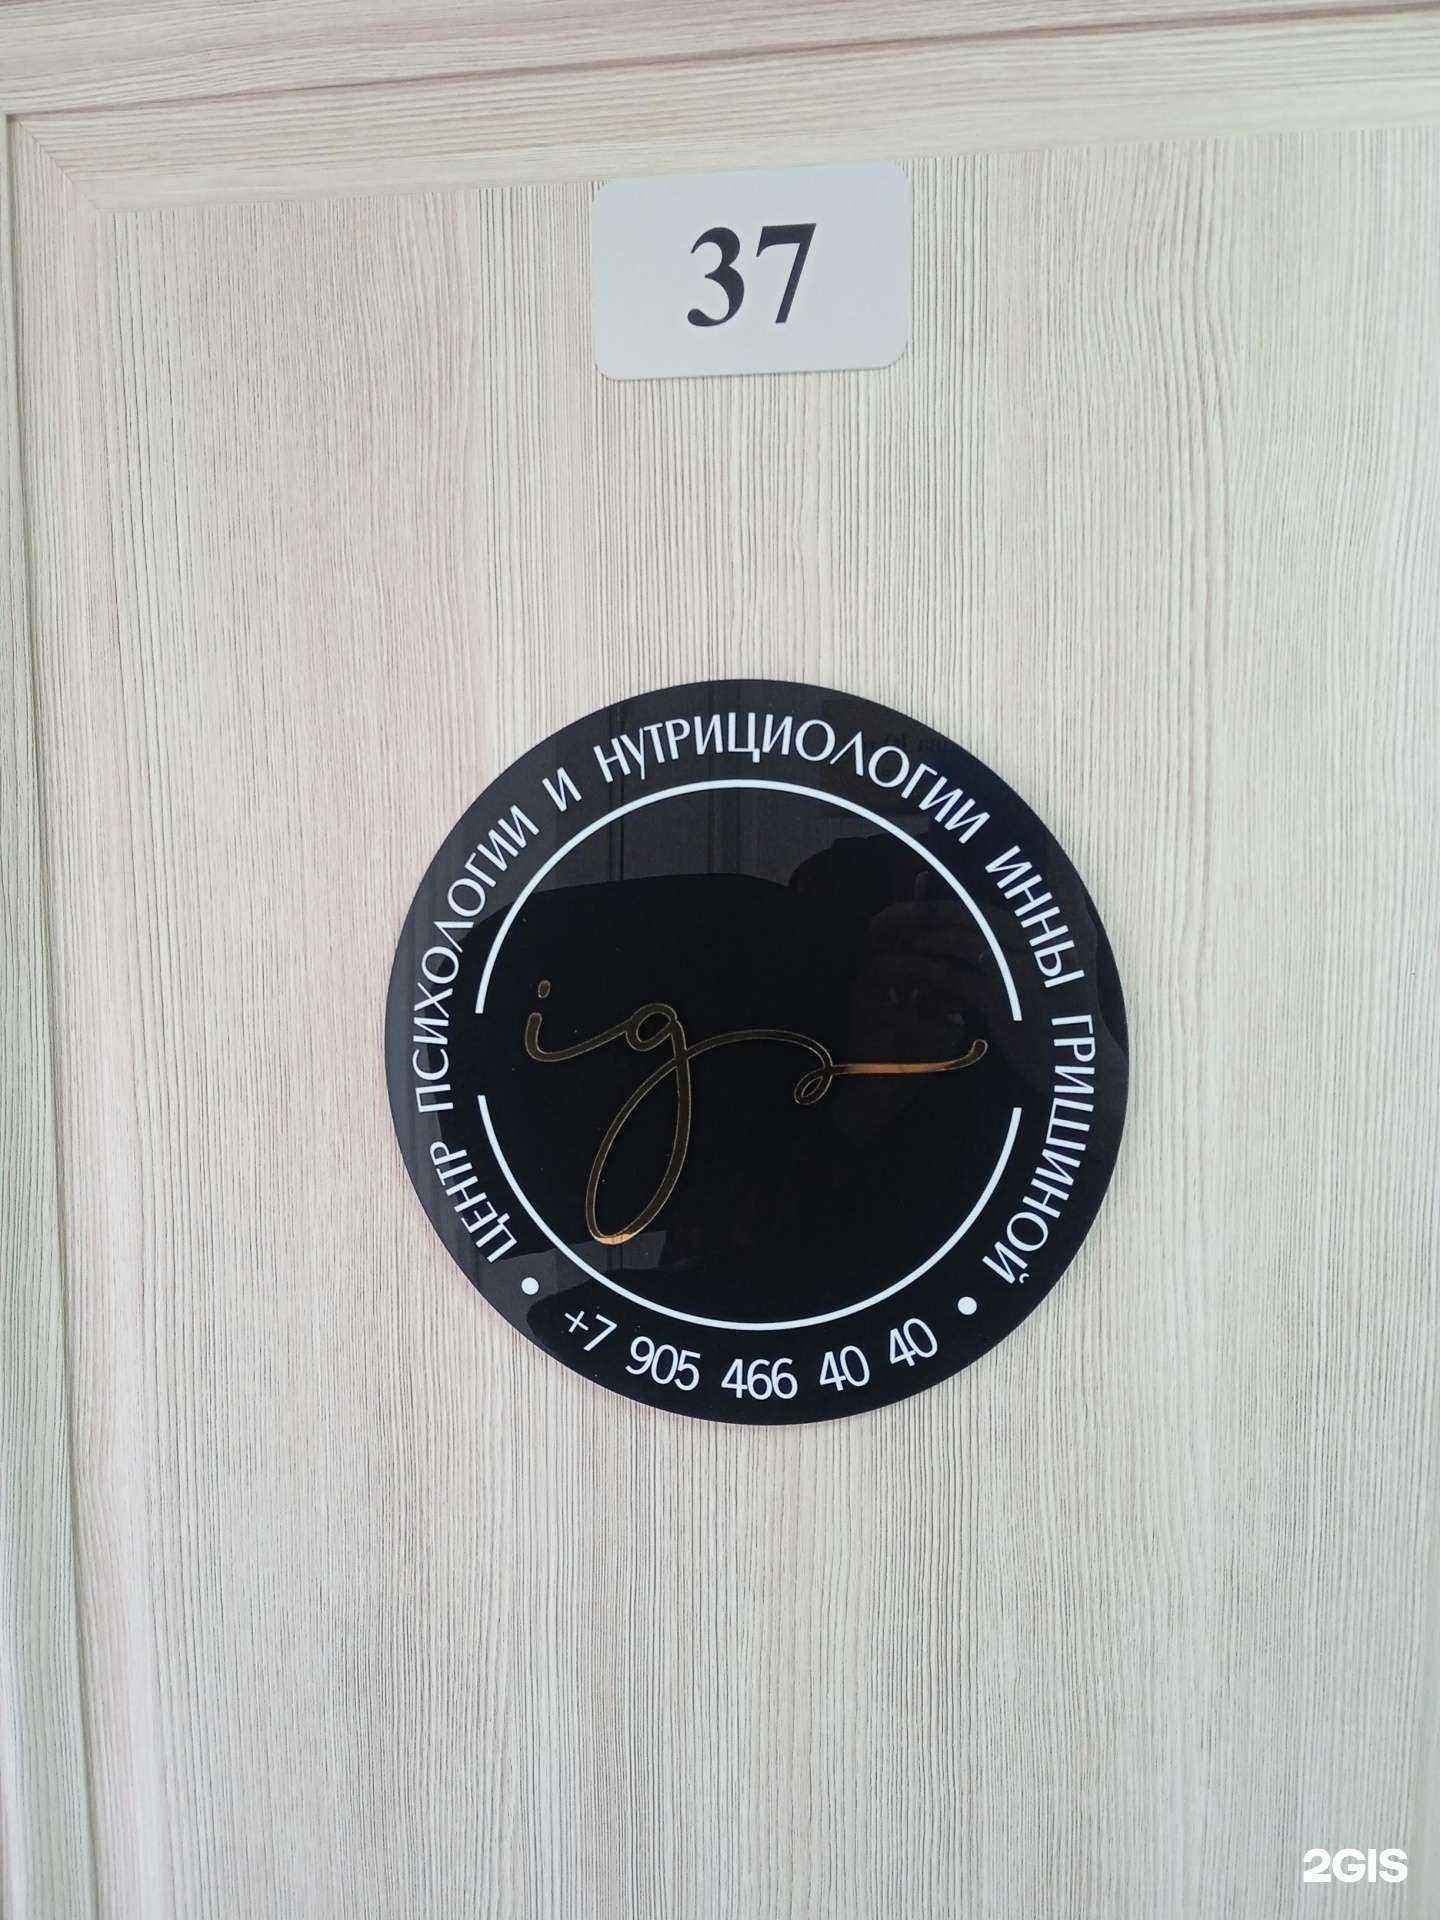 37
ЦЕНТР ПСИХОЛОГИИ И НУТРИЦИОЛОГИИ ИННЫ ГРИШИНОЙ
ig
• +7 905 466 40 40 •
2GIS